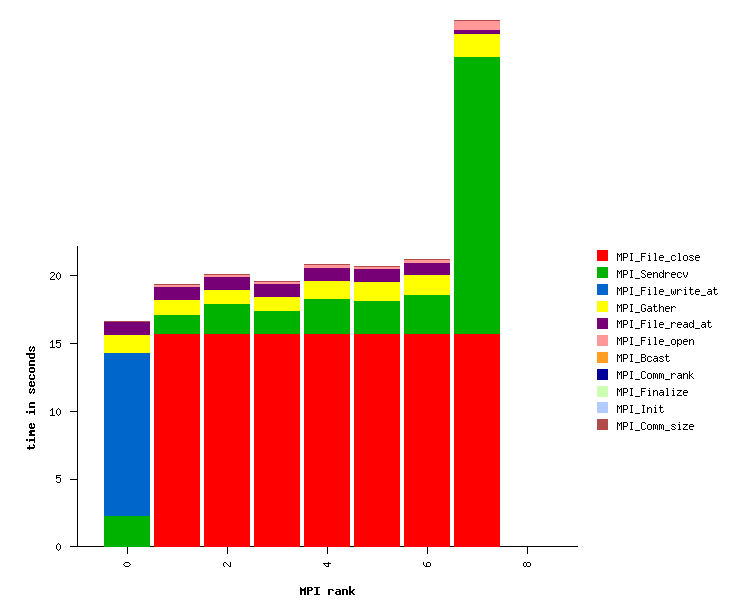 20
15
10
5
0
time in seconds
0
2
4
6
8
MPI rank
MPI_File_close
MPI_Sendrecv
MPI_File_write_at
MPI_Gather
MPI_File_read_at
MPI_File_open
MPI_Bcast
MPI_Comm_rank
MPI_Finalize
MPI_Init
MPI_Comm_size